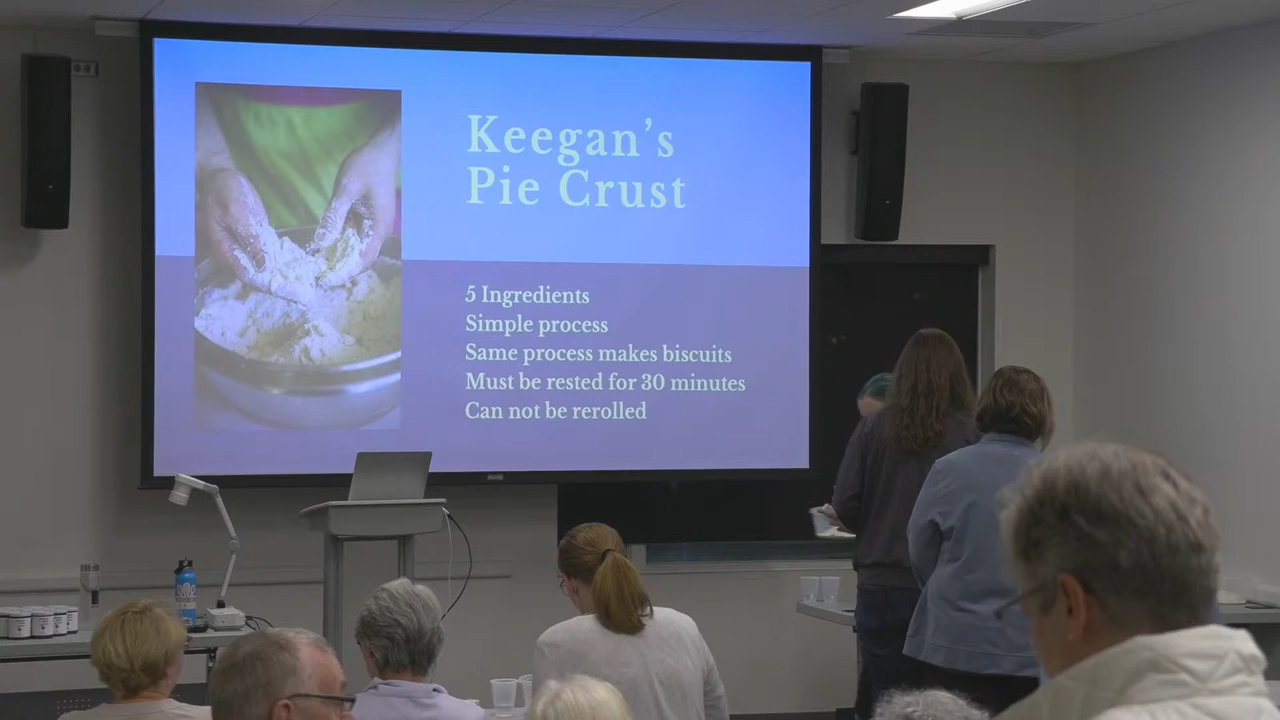 Keegan's
Pie Crust
5 Ingredients
Simple process
Same process makes biscuits
Must be rested for 30 minutes
Can not be rerolled